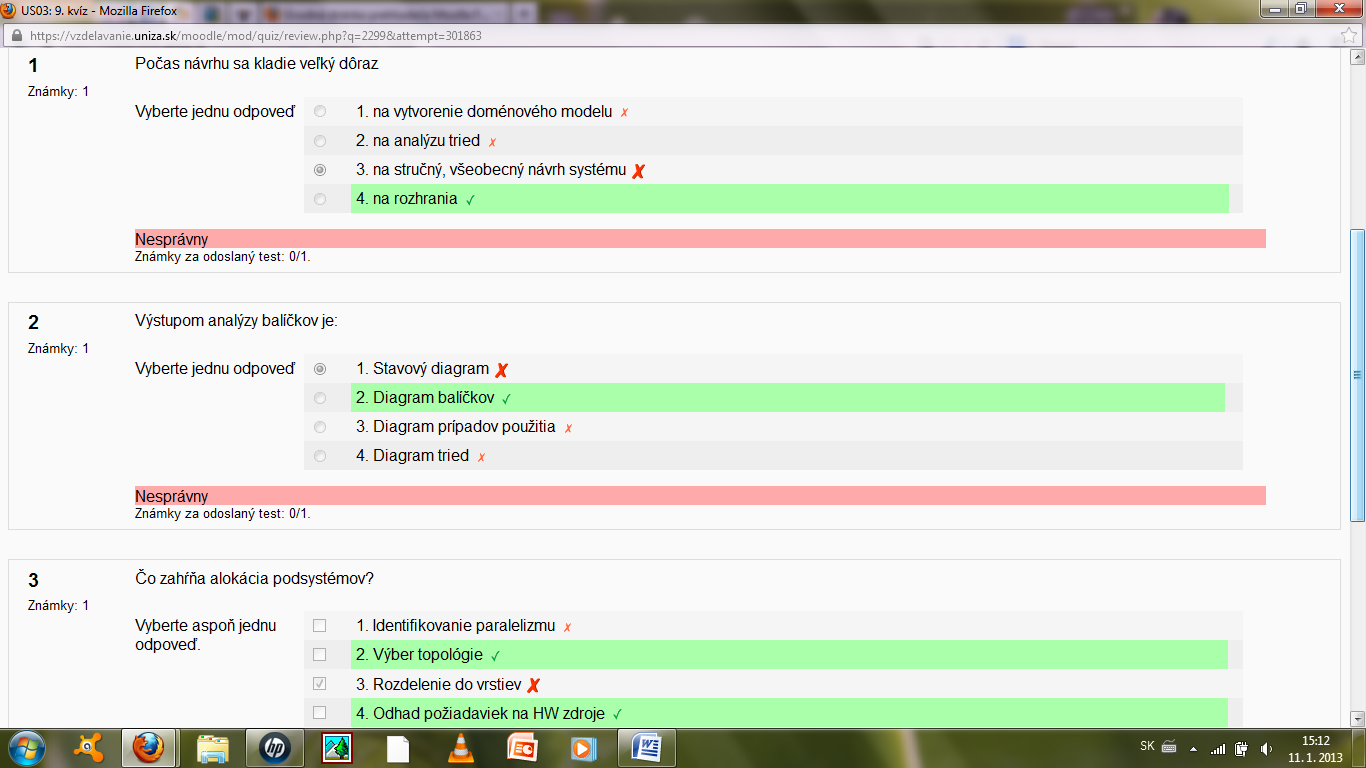 US03: 9. kvíz - Mozilla Firefox
https://vzdelavanie.uniza.sk/moodle/mod/quiz/review.php?q=2299&attempt=301863
1
Počas návrhu sa kladie veľký dôraz
Známky: 1
Vyberte jednu odpoveď
1. na vytvorenie doménového modelu ✗
2. na analýzu tried ✗
3. na stručný, všeobecný návrh systému ✗
4. na rozhrania ✓
Nesprávny
Známky za odoslaný test: 0/1.
2
Výstupom analýzy balíčkov je:
Známky: 1
Vyberte jednu odpoveď
1. Stavový diagram ✗
2. Diagram balíčkov ✓
3. Diagram prípadov použitia ✗
4. Diagram tried ✗
Nesprávny
Známky za odoslaný test: 0/1.
3
Čo zahŕňa alokácia podsystémov?
Známky: 1
Vyberte aspoň jednu
odpoveď.
1. Identifikovanie paralelizmu ✗
2. Výber topológie ✓
3. Rozdelenie do vrstiev ✗
4. Odhad požiadaviek na HW zdroje ✓
SK
15:12
11. 1. 2013